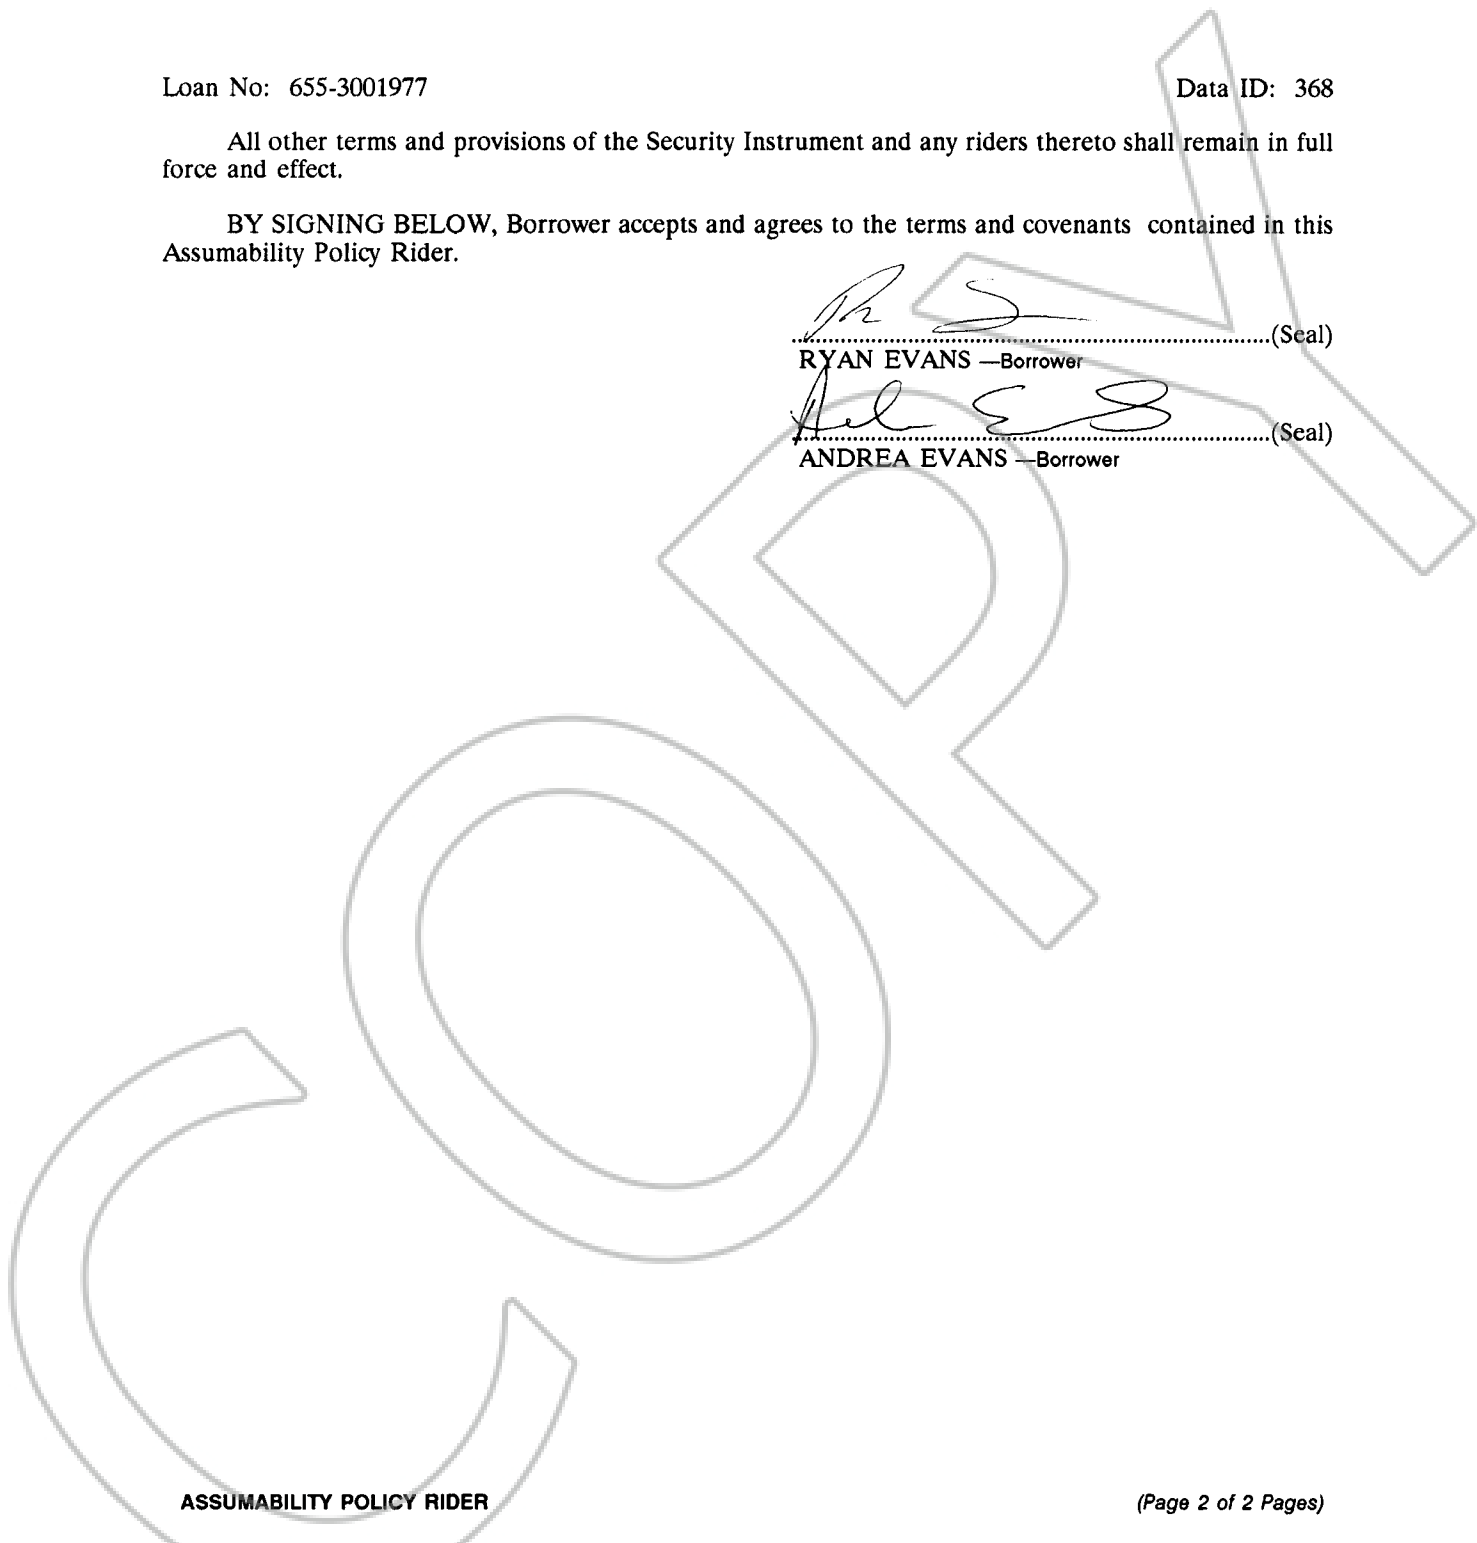 Loan No: 655-3001977 Data ID: 368
All other terms and provisions of the Security Instrument and any riders thereto shall remain in full
force and effect.
BY SIGNING BELOW, Borrower accepts and agrees to the terms and covenants contained in this
Assumability Policy Rider.
(Seal)
RYAN EVANS —Borrower
(Seal)
ANDREA EVANS —Borrower
COPY
ASSUMABILITY POLICY RIDER (Page 2 of 2 Pages)